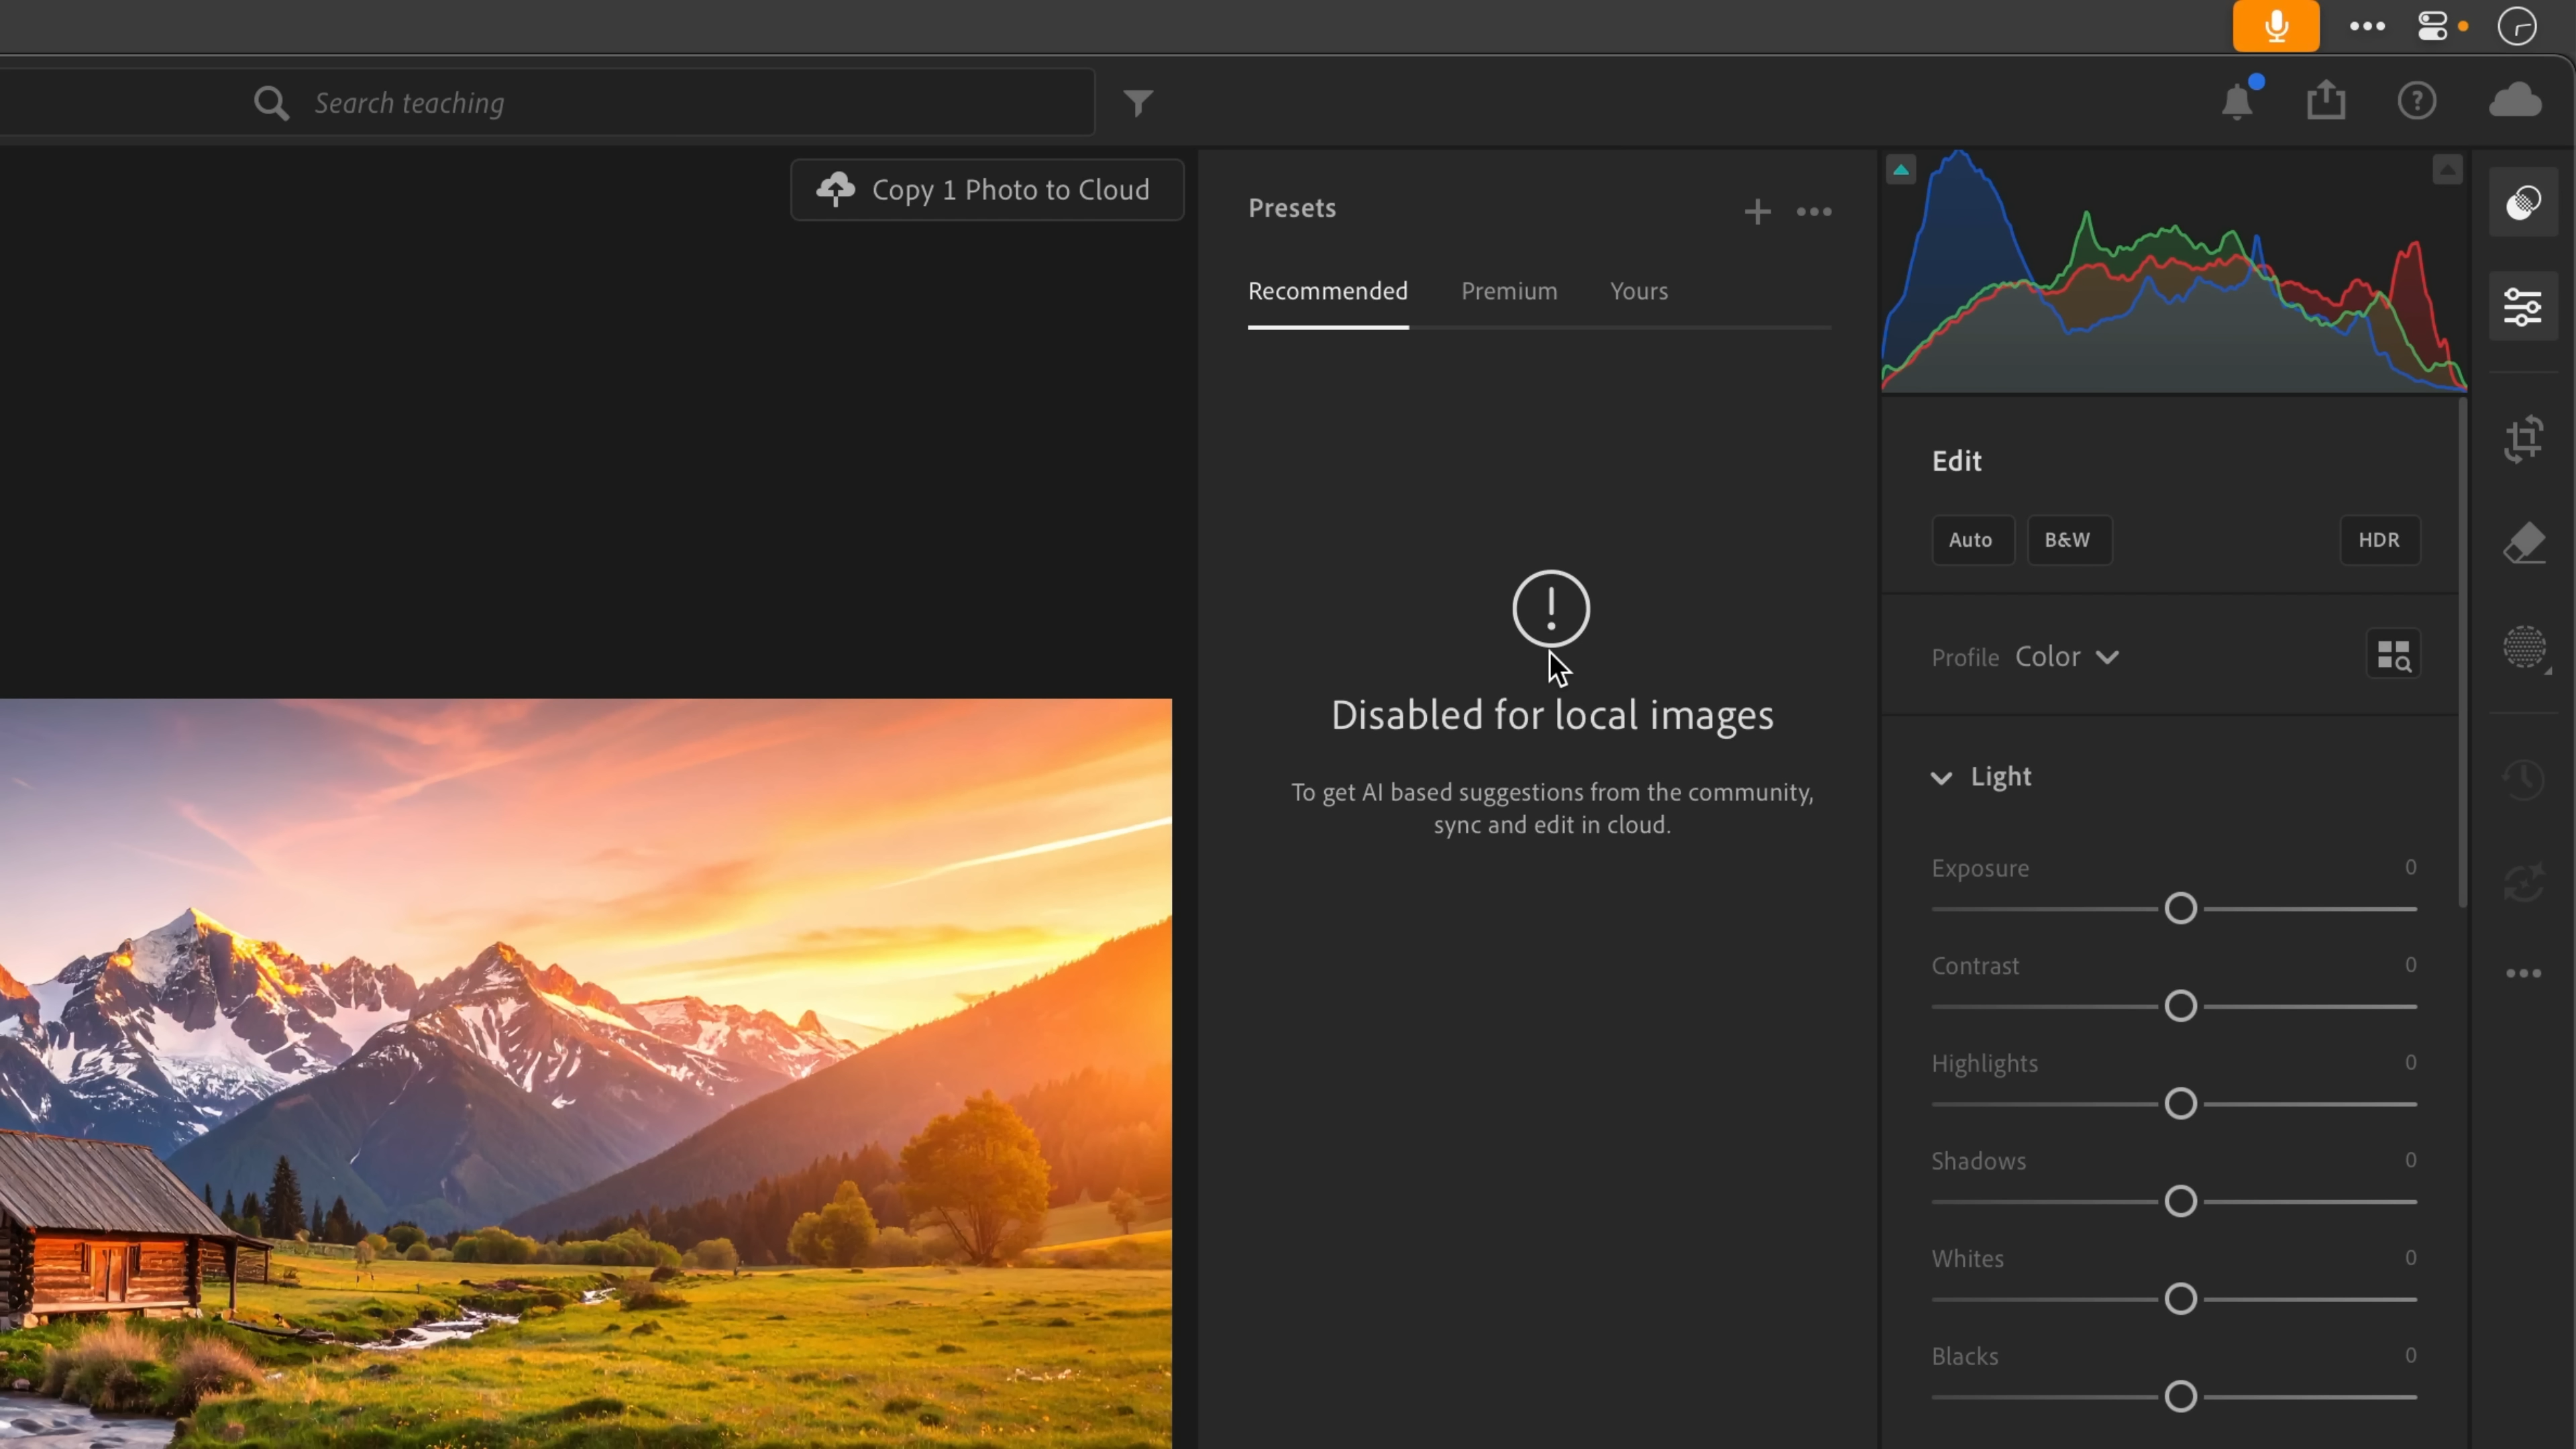 Search teaching
Copy 1 Photo to Cloud
Presets
Recommended Premium Yours
Disabled for local images
To get AI based suggestions from the community,
sync and edit in cloud.
Edit
Auto B&W HDR
Profile Color
Light
Exposure 0
Contrast 0
Highlights 0
Shadows 0
Whites 0
Blacks 0